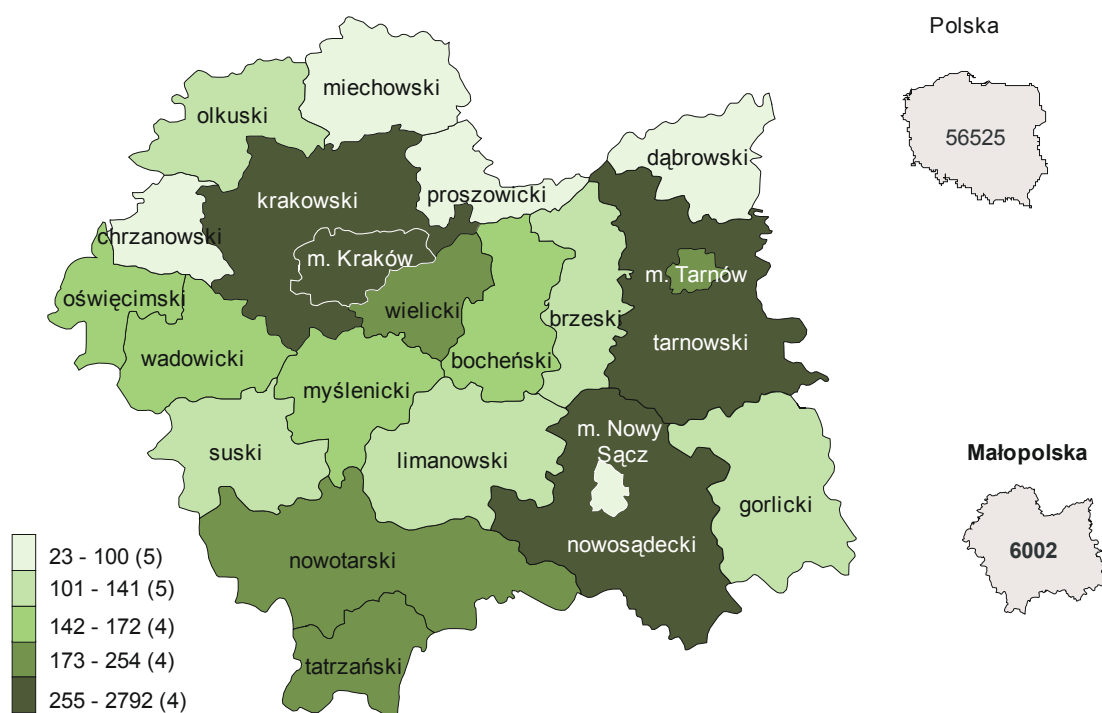 Polska
56525
miechowski
olkuski
dąbrowski
krakowski
proszowicki
chrzanowski
m. Kraków
m. Tarnów
oświęcimski
wielicki
brzeski
tarnowski
wadowicki
bocheński
myślenicki
m. Nowy
Sącz
suski
limanowski
gorlicki
nowosądecki
nowotarski
tatrzański
Małopolska
6002
23 - 100 (5)
101 - 141 (5)
142 - 172 (4)
173 - 254 (4)
255 - 2792 (4)